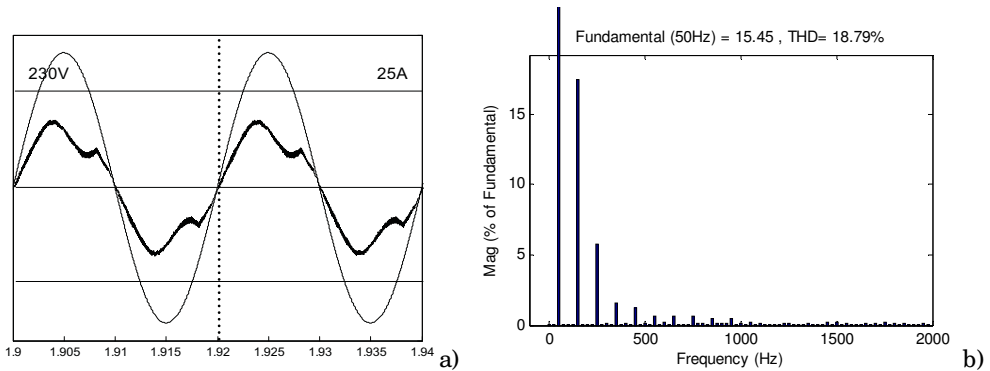 230V 25A
1.9 1.905 1.91 1.915 1.92 1.925 1.93 1.935 1.94
a)
Fundamental (50Hz) = 15.45 , THD= 18.79%
Mag (% of Fundamental)
15
10
5
0
0 500 1000 1500 2000
Frequency (Hz)
b)